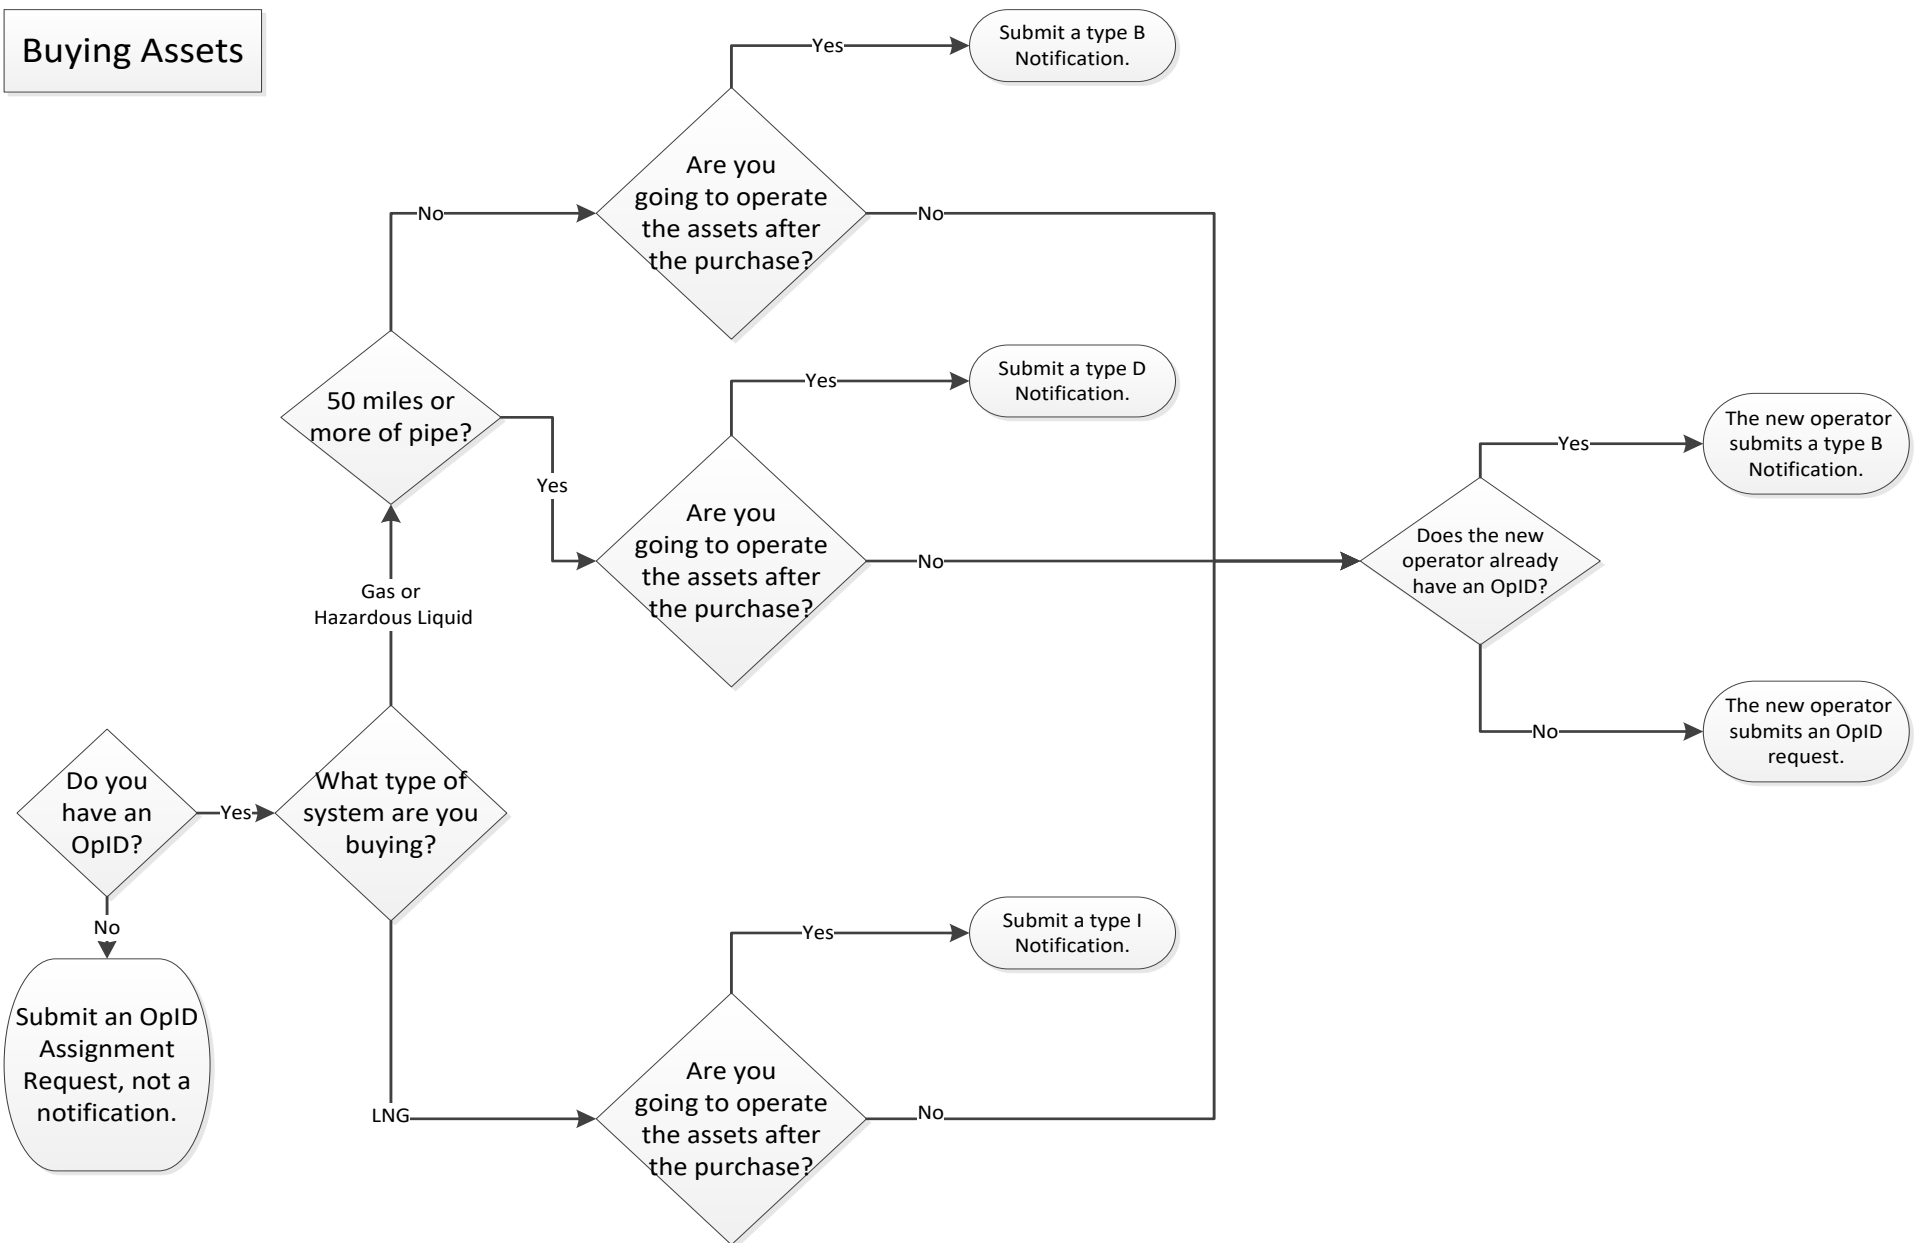 Buying Assets
Yes
Submit a type B
Notification.
Are you
going to operate
the assets after
the purchase?
No
No
50 miles or
more of pipe?
Yes
Yes
Submit a type D
Notification.
Are you
going to operate
the assets after
the purchase?
No
Gas or
Hazardous Liquid
Does the new
operator already
have an OpID?
Yes
The new operator
submits a type B
Notification.
No
The new operator
submits an OpID
request.
Do you
have an
OpID?
Yes
What type of
system are you
buying?
No
Submit an OpID
Assignment
Request, not a
notification.
LNG
Are you
going to operate
the assets after
the purchase?
Yes
Submit a type I
Notification.
No